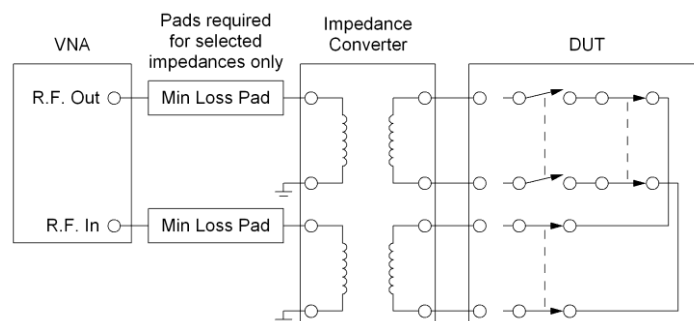 VNA
Pads required
for selected
impedances only
Impedance
Converter
DUT
R.F. Out
Min Loss Pad
R.F. In
Min Loss Pad